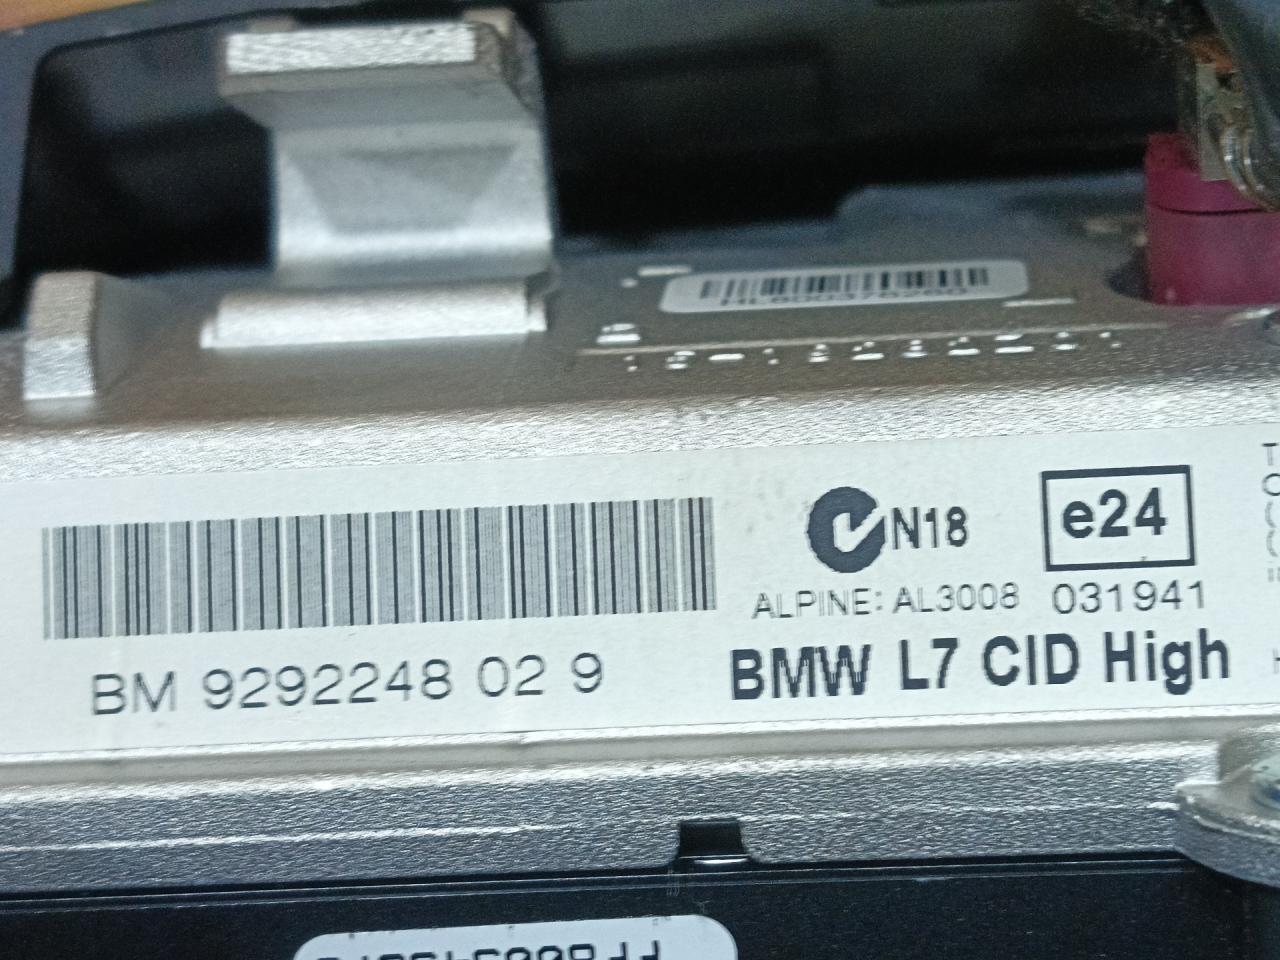 N18
e24
ALPINE: AL3008 031941
BM 9292248 02 9
BMW L7 CID High